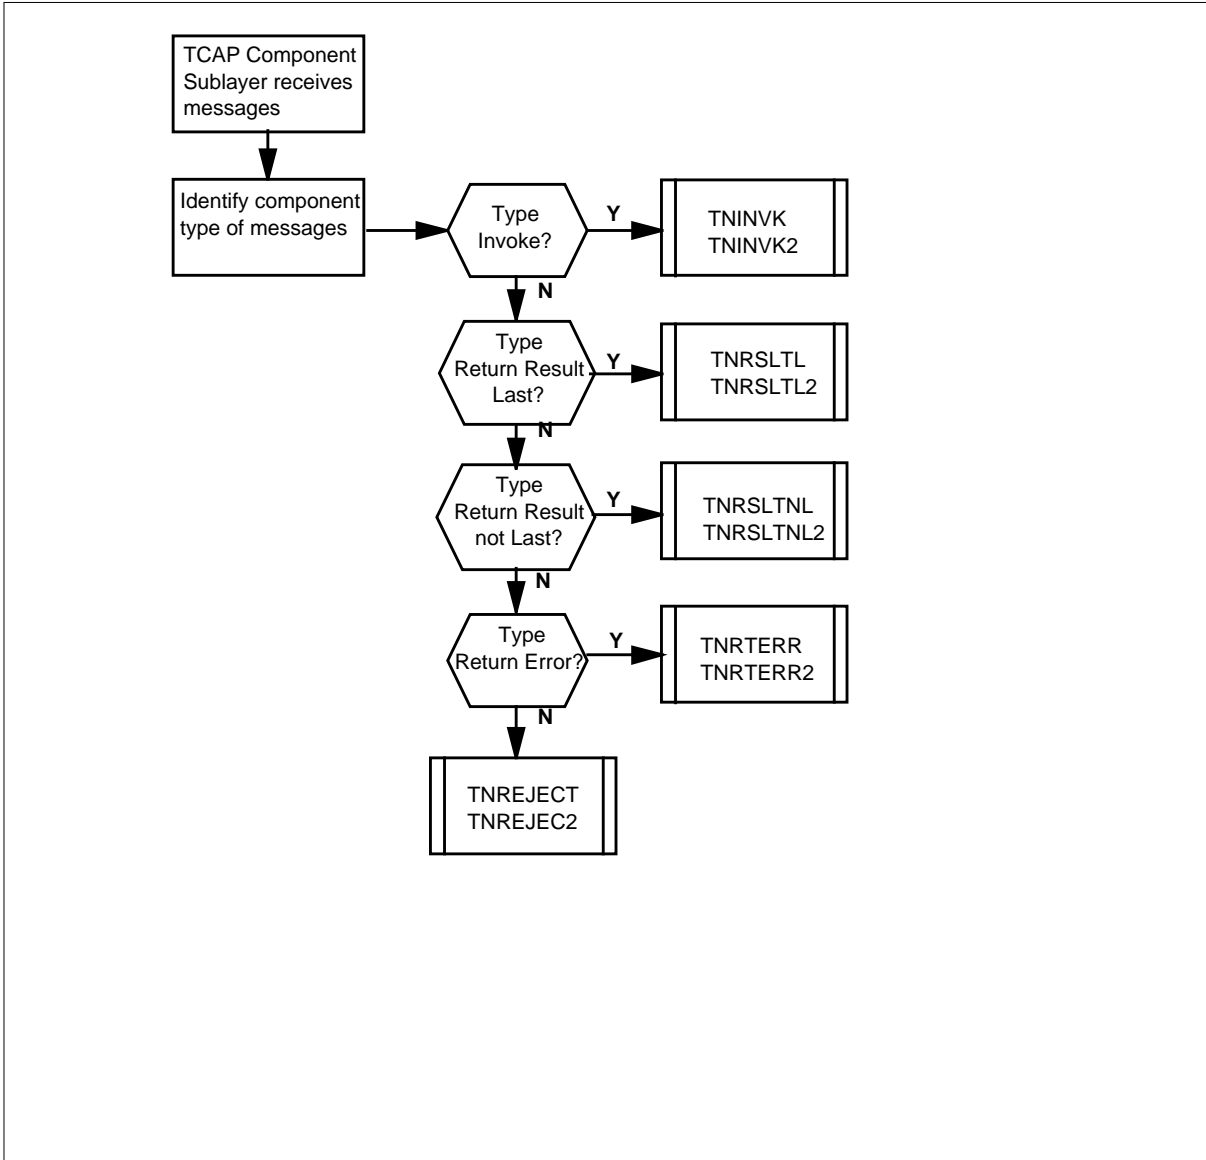 TCAP Component
Sublayer receives
messages
Identify component
type of messages
Type
Invoke?
Y
TNINVK
TNINVK2
N
Type
Return Result
Last?
Y
TNRSLTL
TNRSLTL2
N
Type
Return Result
not Last?
Y
TNRSLTNL
TNRSLTNL2
N
Type
Return Error?
Y
TNRTERR
TNRTERR2
N
TNREJECT
TNREJEC2